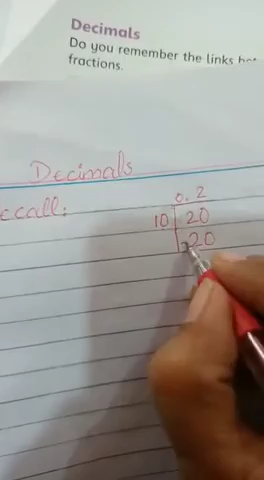 Decimals
Do you remember the links
fractions.
Decimals
ecall:
0.2
10 20
20